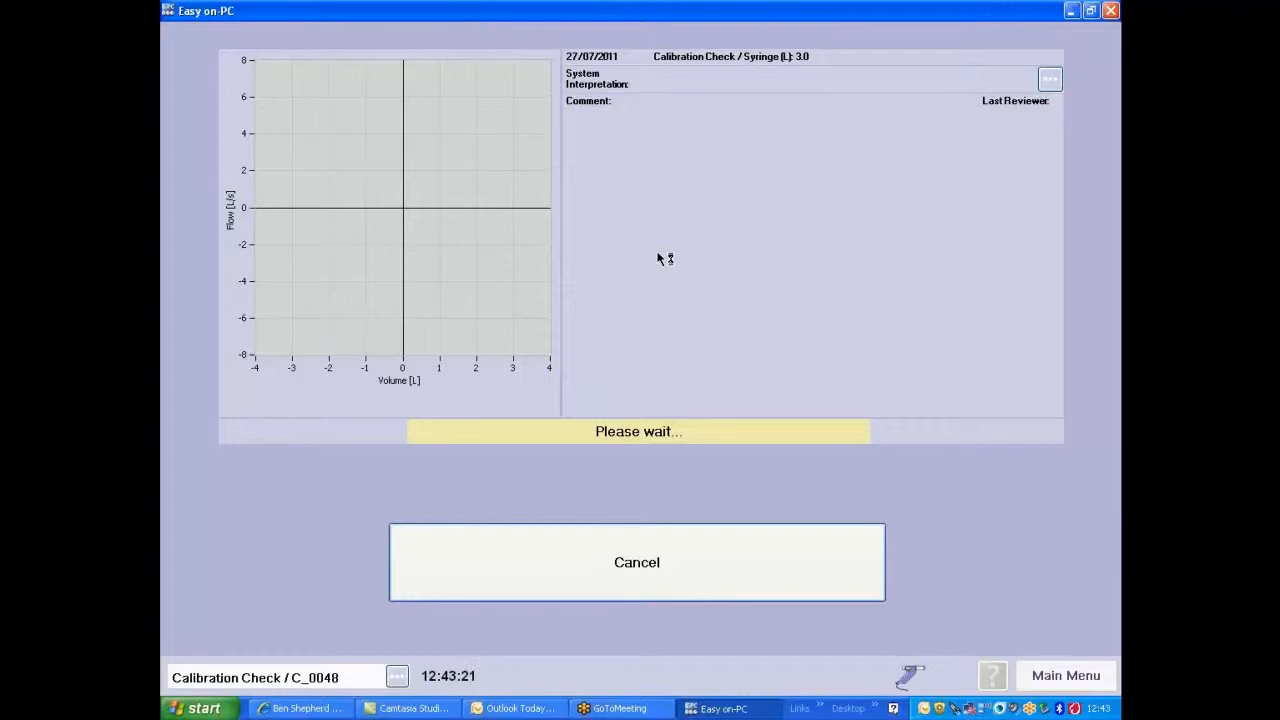 Easy on-PC
27/07/2011 Calibration Check / Syringe (L): 3.0
System
Interpretation:
...
Comment: Last Reviewer:
8
6
4
2
0
-2
-4
-6
-8
Flow [L/s]
-4 -3 -2 -1 0 1 2 3 4
Volume [L]
Please wait...
Cancel
Calibration Check / C_0048 ... 12:43:21 ? Main Menu
start Ben Shepherd ... Camtasia Studi... Outlook Today... GoToMeeting Easy on-PC Links » Desktop » ? 12:43